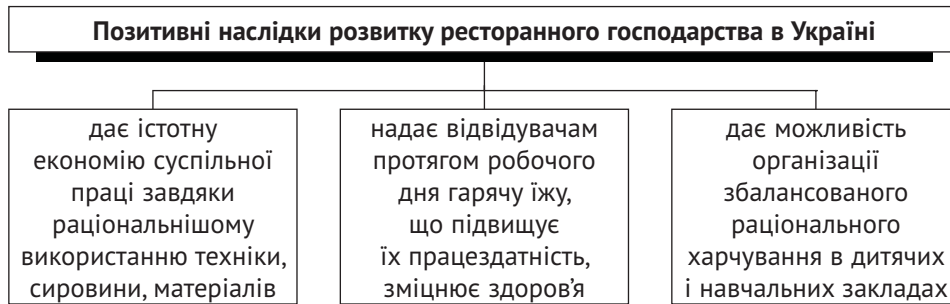 Позитивні наслідки розвитку ресторанного господарства в Україні
дає істотну
економію суспільної
праці завдяки
раціональнішому
використанню техніки,
сировини, матеріалів
надає відвідувачам
протягом робочого
дня гарячу їжу,
що підвищує
їх працездатність,
зміцнює здоров'я
дає можливість
організації
збалансованого
раціонального
харчування в дитячих
і навчальних закладах